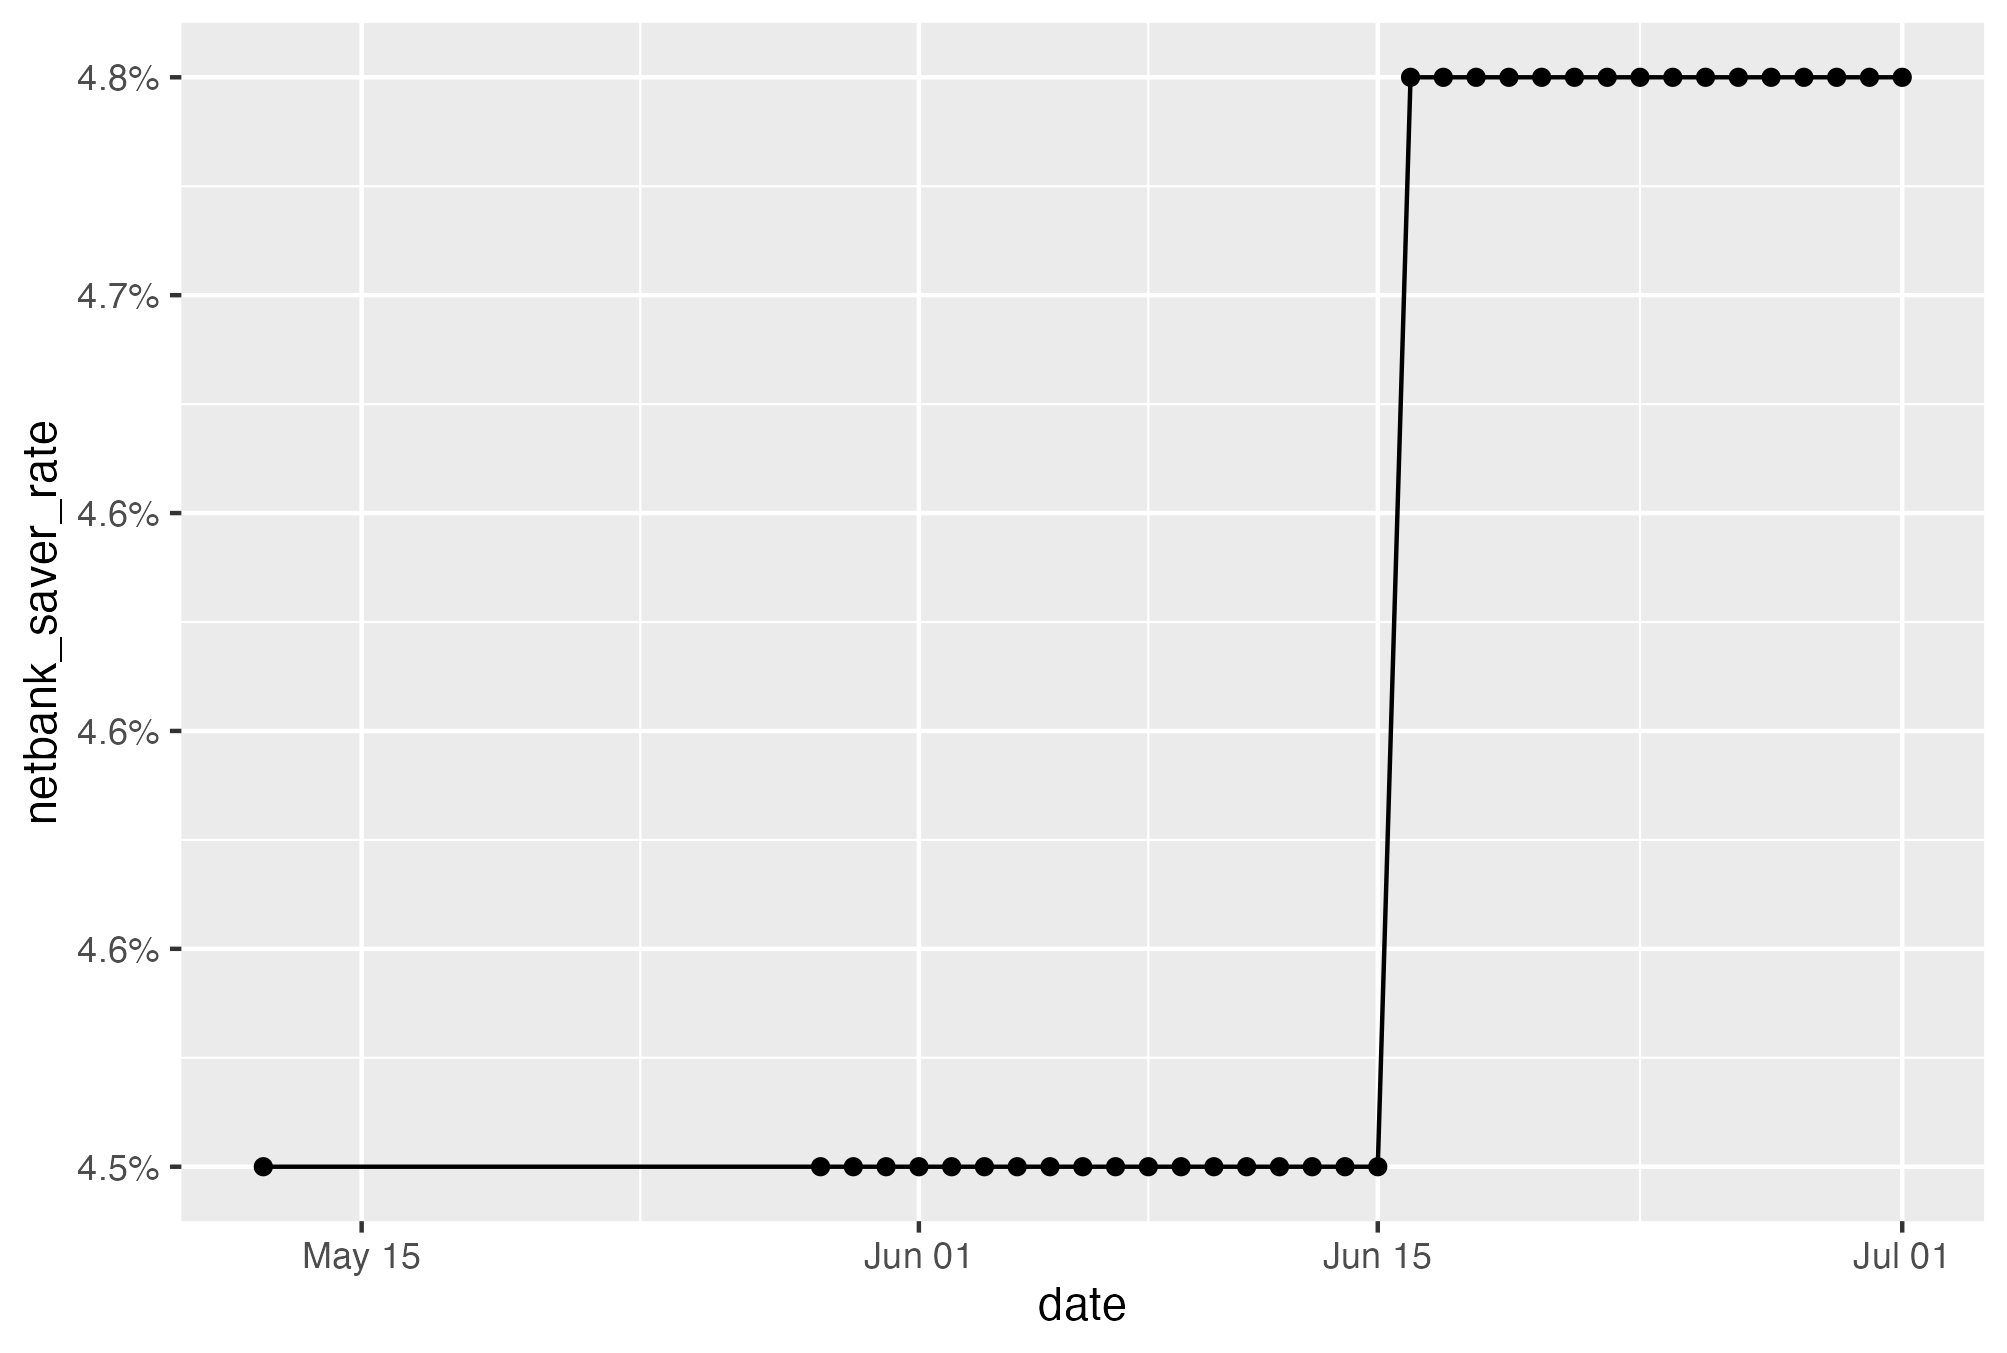 netbank_saver_rate
4.8%
4.7%
4.6%
4.6%
4.6%
4.5%
May 15
Jun 01
Jun 15
Jul 01
date